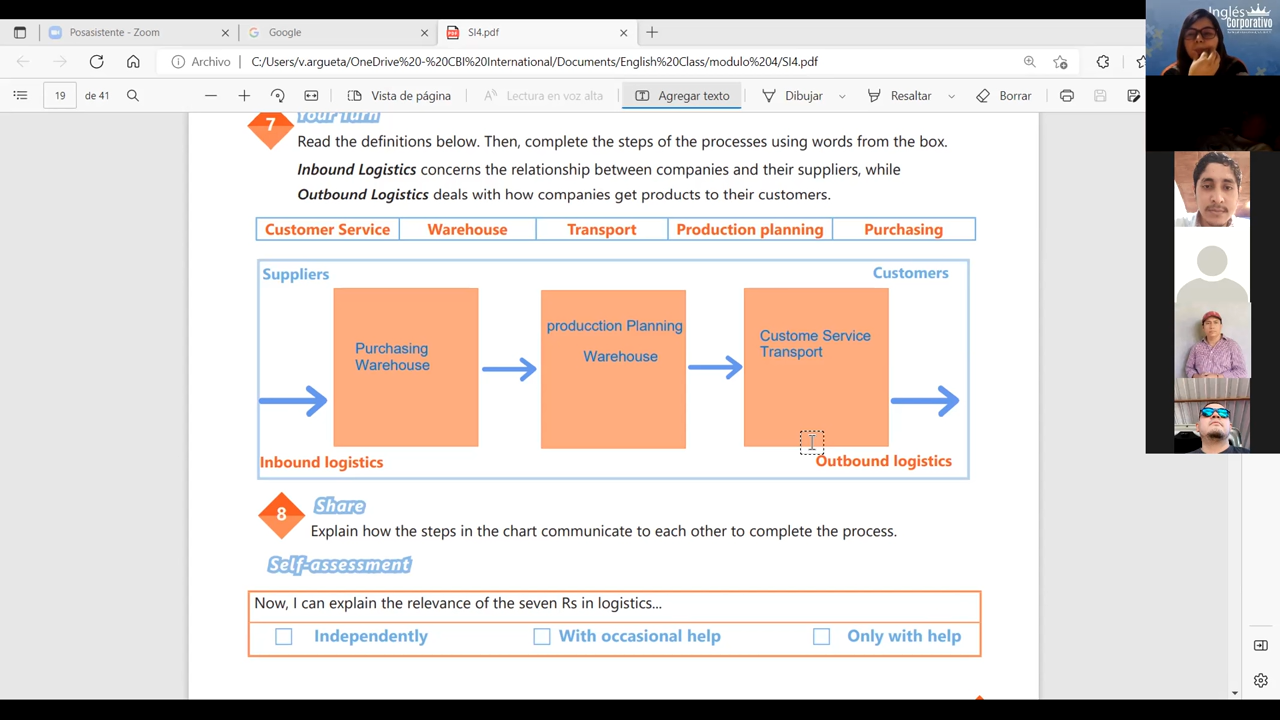 Posasistente - Zoom
Google
SI4.pdf
Archivo
C:/Users/v.argueta/OneDrive%20-%20CBI%20International/Documents/English%20Class/modulo%204/SI4.pdf
19 de 41
Vista de página
Lectura en voz alta
Agregar texto
Dibujar
Resaltar
Borrar
Inglés
Corporativo
7
Your Turn
Read the definitions below. Then, complete the steps of the processes using words from the box.
Inbound Logistics concerns the relationship between companies and their suppliers, while
Outbound Logistics deals with how companies get products to their customers.
Customer Service Warehouse Transport Production planning Purchasing
Suppliers
Customers
Purchasing
Warehouse
producction Planning
Warehouse
Custome Service
Transport
Inbound logistics
Outbound logistics
8
Share
Explain how the steps in the chart communicate to each other to complete the process.
Self-assessment
Now, I can explain the relevance of the seven Rs in logistics...
Independently With occasional help Only with help